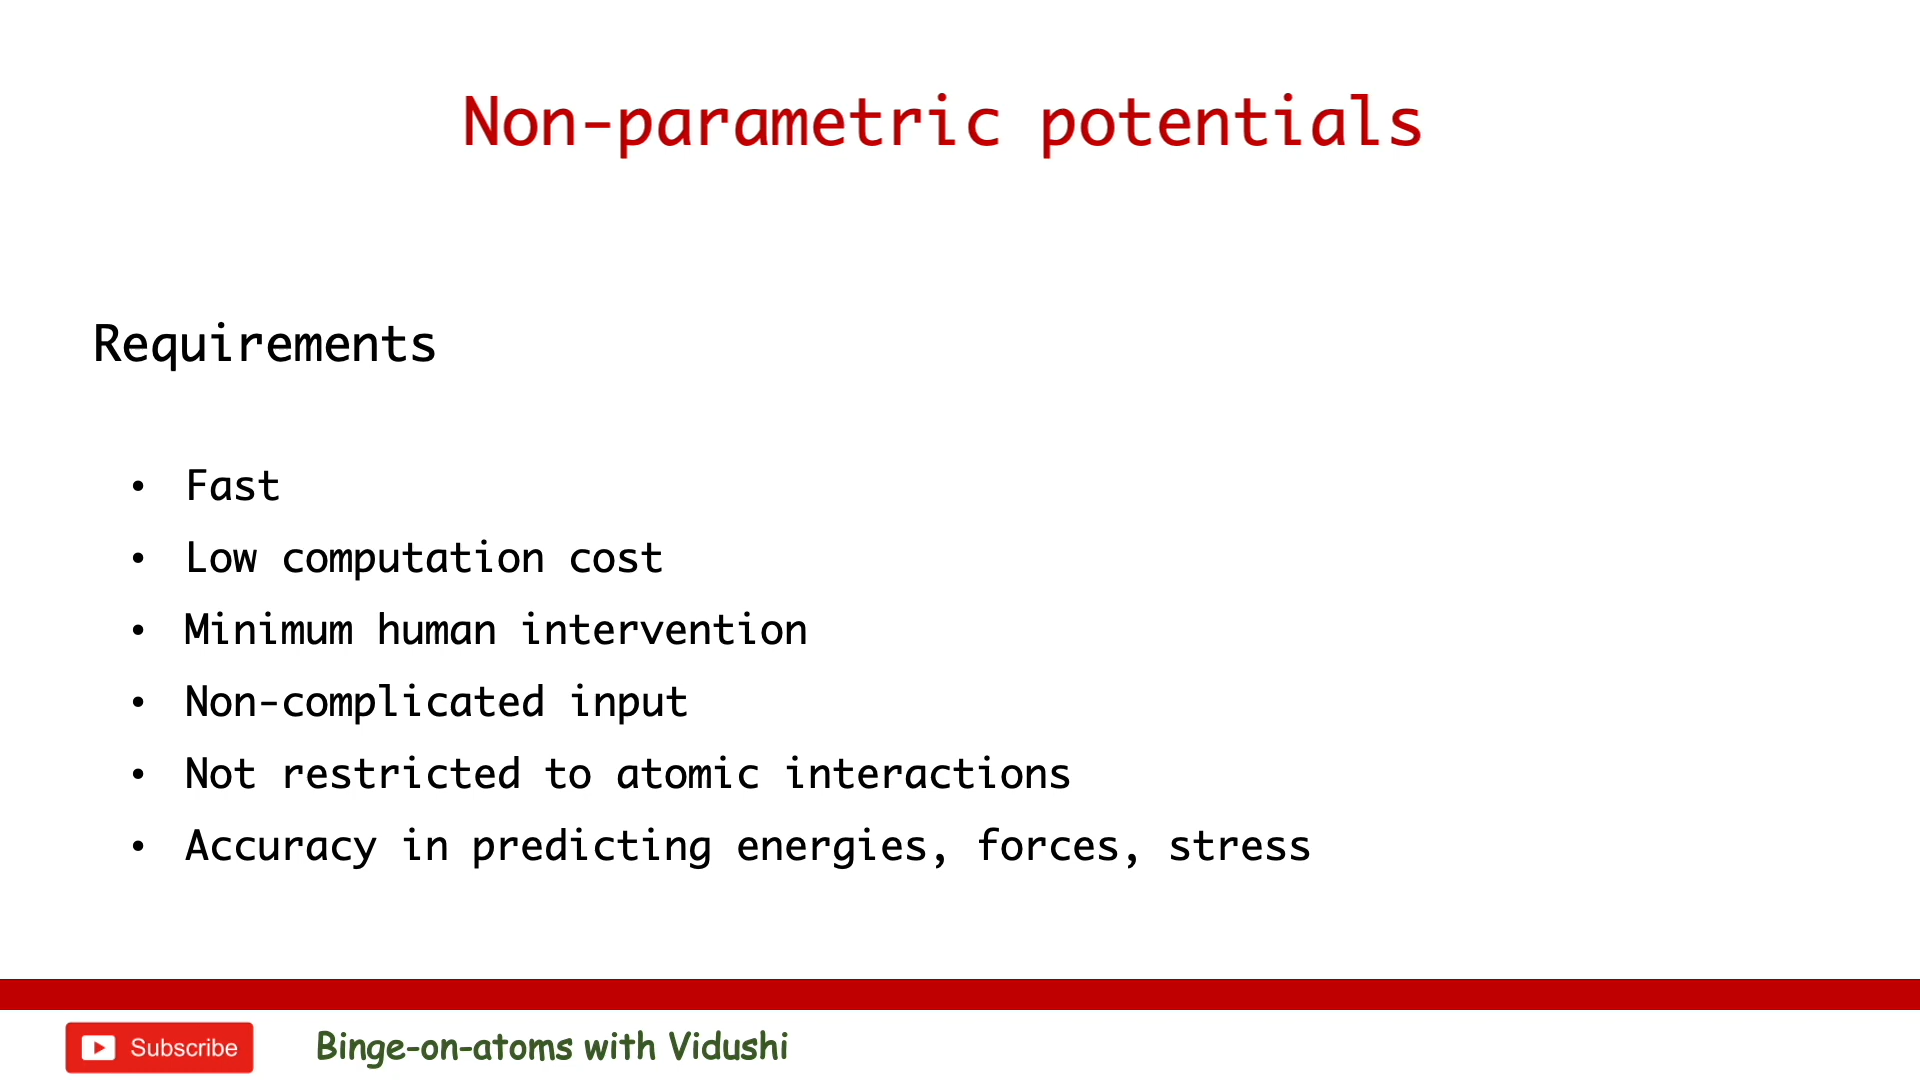 Non-parametric potentials
Requirements
• Fast
• Low computation cost
• Minimum human intervention
• Non-complicated input
• Not restricted to atomic interactions
• Accuracy in predicting energies, forces, stress
Subscribe
Binge-on-atoms with Vidushi